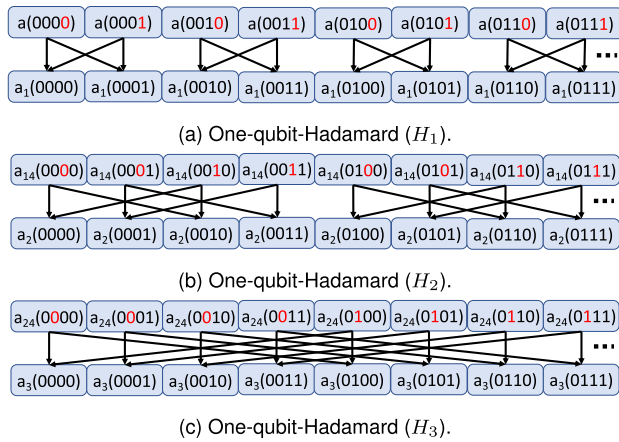 a(0000) a(0001) a(0010) a(0011) a(0100) a(0101) a(0110) a(0111)
...
a₁(0000) a₁(0001) a₁(0010) a₁(0011) a₁(0100) a₁(0101) a₁(0110) a₁(0111)
(a) One-qubit-Hadamard (H₁).
a₁₄(0000) a₁₄(0001) a₁₄(0010) a₁₄(0011) a₁₄(0100) a₁₄(0101) a₁₄(0110) a₁₄(0111)
...
a₂(0000) a₂(0001) a₂(0010) a₂(0011) a₂(0100) a₂(0101) a₂(0110) a₂(0111)
(b) One-qubit-Hadamard (H₂).
a₂₄(0000) a₂₄(0001) a₂₄(0010) a₂₄(0011) a₂₄(0100) a₂₄(0101) a₂₄(0110) a₂₄(0111)
...
a₃(0000) a₃(0001) a₃(0010) a₃(0011) a₃(0100) a₃(0101) a₃(0110) a₃(0111)
(c) One-qubit-Hadamard (H₃).